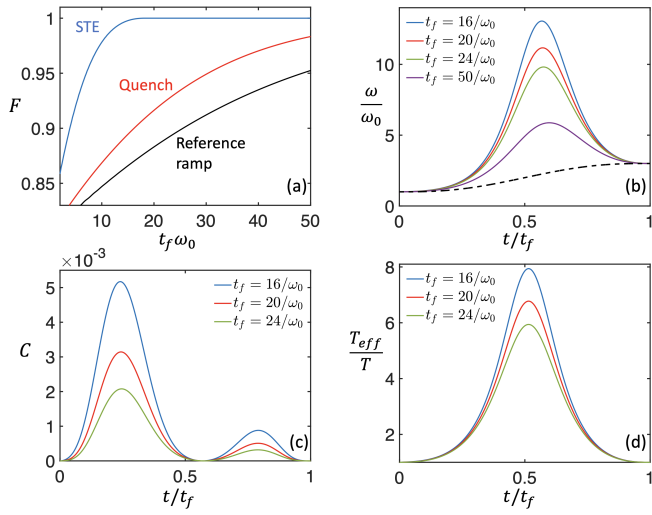 1
0.95
0.9
0.85
F
STE
Quench
Reference
ramp
(a)
10 20 30 40 50
t_f ω_0
13
9
5
1
ω/ω_0
t_f = 16/ω_0
t_f = 20/ω_0
t_f = 24/ω_0
t_f = 50/ω_0
(b)
0 0.5 1
t/t_f
×10^-3
5
4
3
2
1
0
C
t_f = 16/ω_0
t_f = 20/ω_0
t_f = 24/ω_0
(c)
0 0.5 1
t/t_f
8
6
4
2
T_eff/T
t_f = 16/ω_0
t_f = 20/ω_0
t_f = 24/ω_0
(d)
0 0.5 1
t/t_f